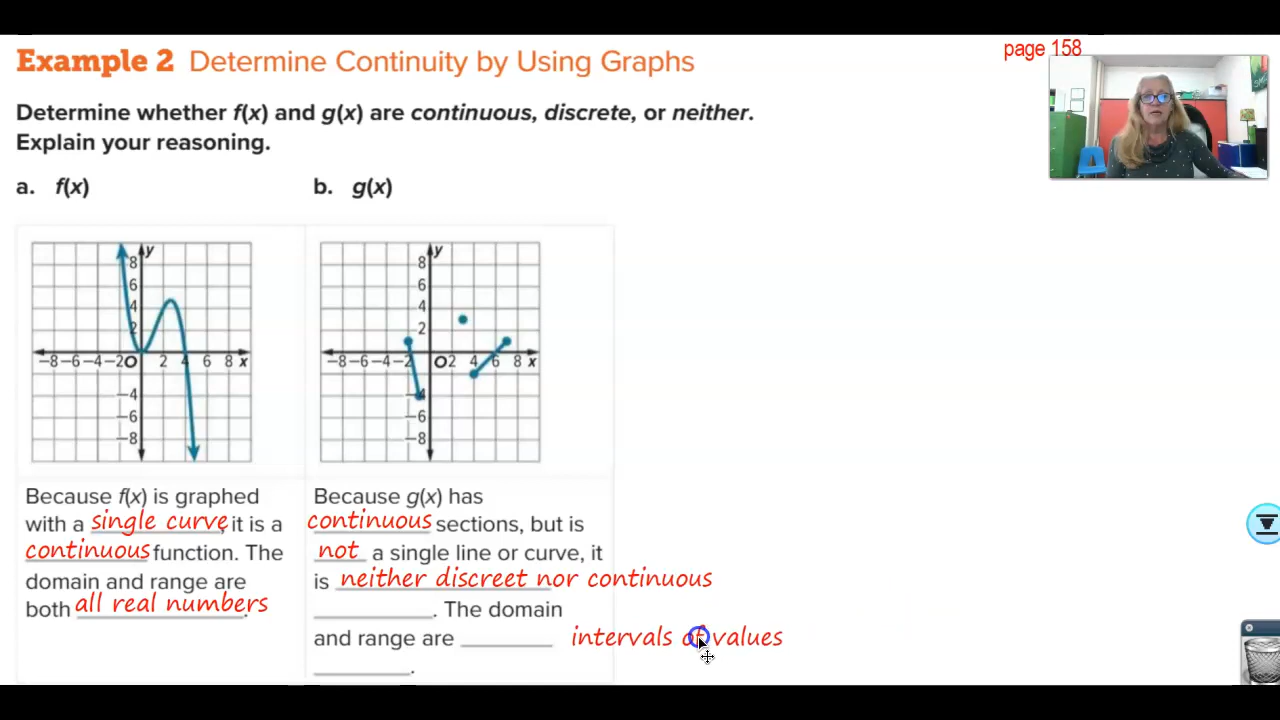 page 158
Example 2 Determine Continuity by Using Graphs
Determine whether f(x) and g(x) are continuous, discrete, or neither.
Explain your reasoning.
a. f(x)
b. g(x)
y
8
6
4
2
-8 -6 -4 -2 O 2 4 6 8 x
-4
-6
-8
y
8
6
4
2
-8 -6 -4 -2 O 2 4 6 8 x
-4
-6
-8
Because f(x) is graphed
with a single curve, it is a
continuous function. The
domain and range are
both all real numbers.
Because g(x) has
continuous sections, but is
not a single line or curve, it
is neither discreet nor continuous
. The domain
and range are intervals of values
.